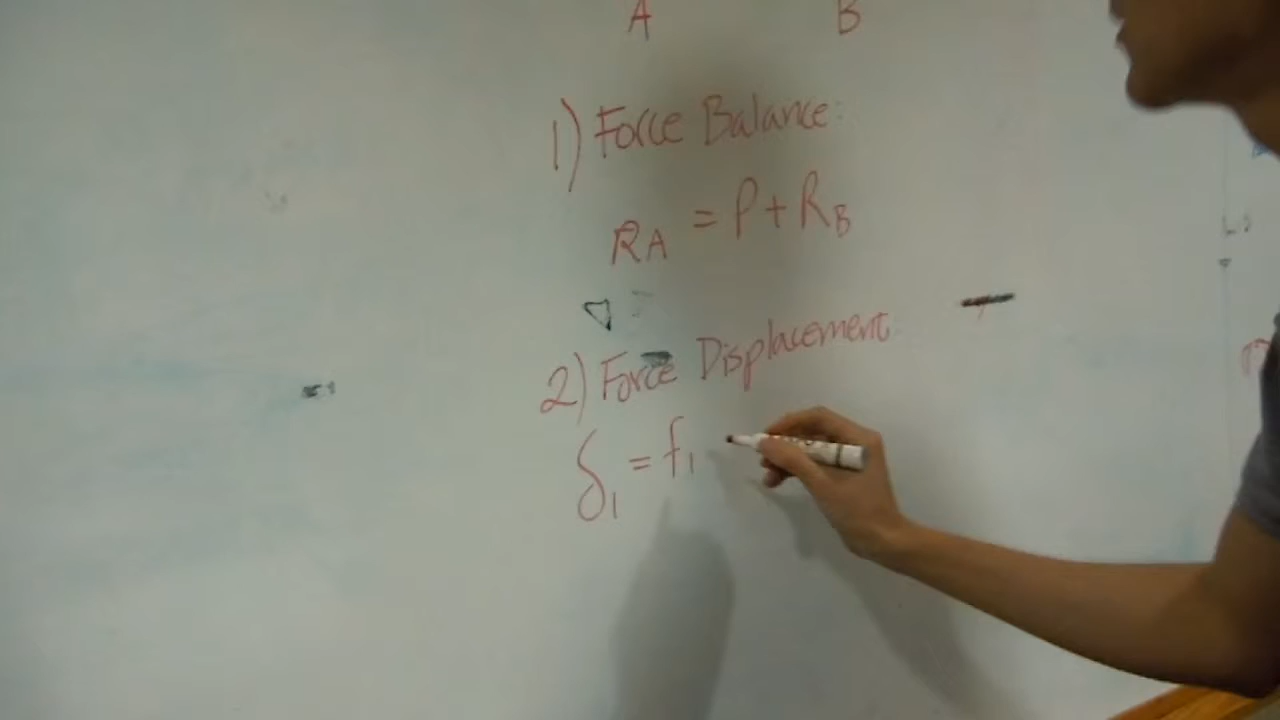 A B
1) Force Balance:
RA = P + RB
2) Force Displacement
δ1 = f1